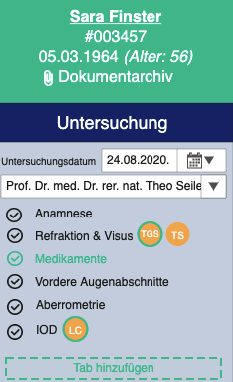 Sara Finster
#003457
05.03.1964 (Alter: 56)
Dokumentarchiv
Untersuchung
Untersuchungsdatum 24.08.2020.
Prof. Dr. med. Dr. rer. nat. Theo Seile
Anamnese
Refraktion & Visus TGS TS
Medikamente
Vordere Augenabschnitte
Aberrometrie
IOD LC
Tab hinzufügen